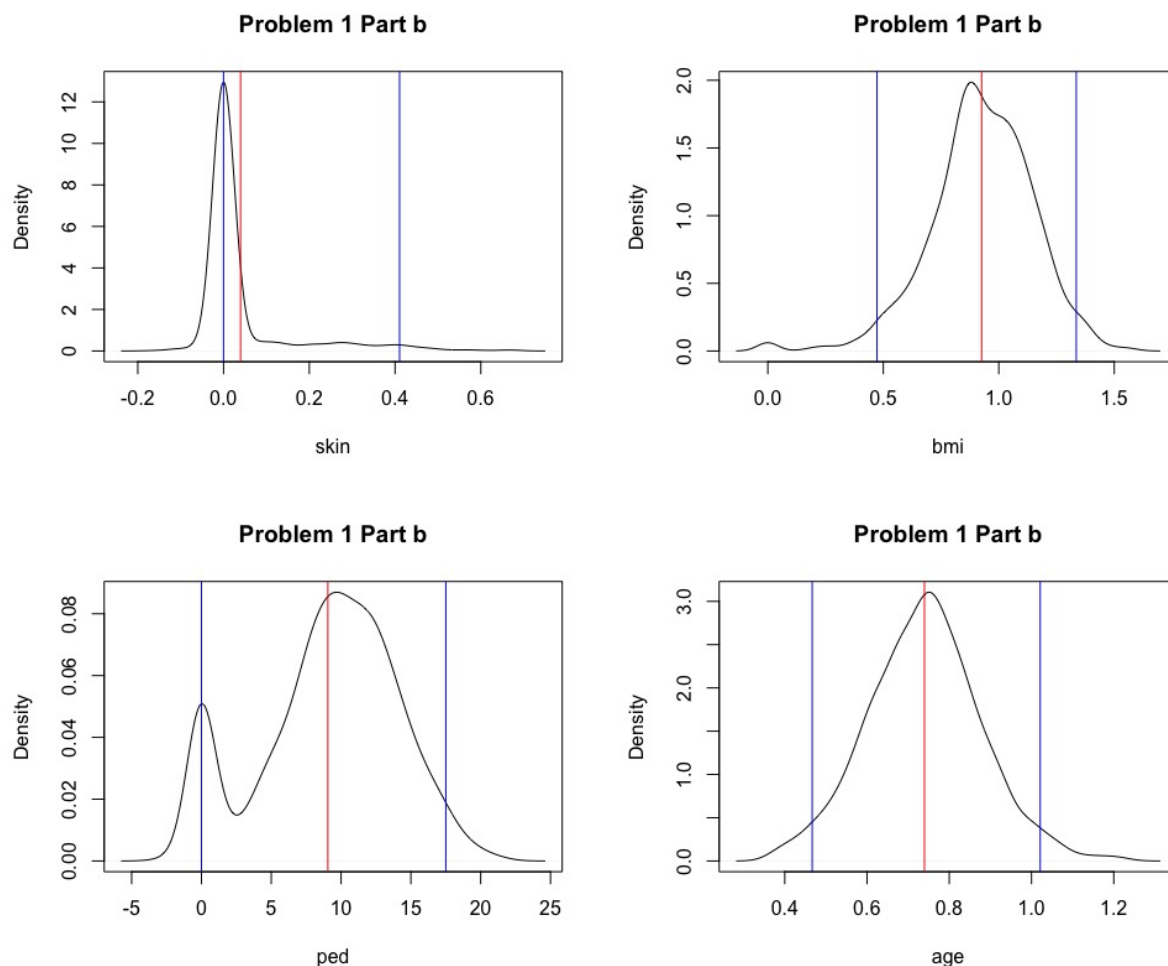 Problem 1 Part b
Density
0 2 4 6 8 10 12
-0.2 0.0 0.2 0.4 0.6
skin
Problem 1 Part b
Density
0.0 0.5 1.0 1.5 2.0
0.0 0.5 1.0 1.5
bmi
Problem 1 Part b
Density
0.00 0.02 0.04 0.06 0.08
-5 0 5 10 15 20 25
ped
Problem 1 Part b
Density
0.0 1.0 2.0 3.0
0.4 0.6 0.8 1.0 1.2
age